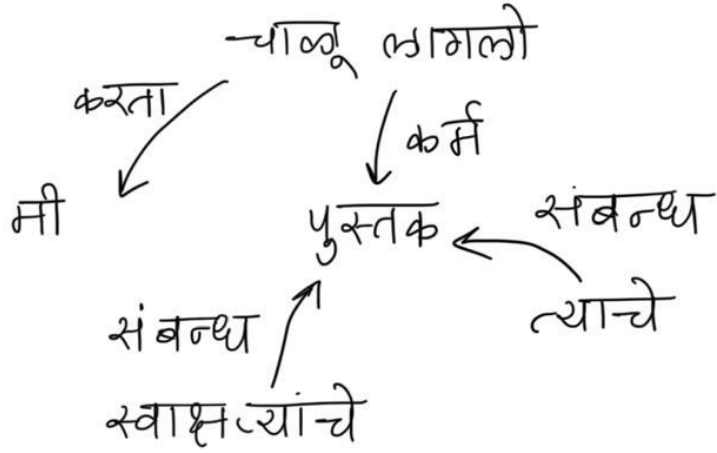 चाळू लागलो
करता
कर्म
मी
पुस्तक
संबन्ध
त्याचे
संबन्ध
स्वाक्षऱ्यांचे